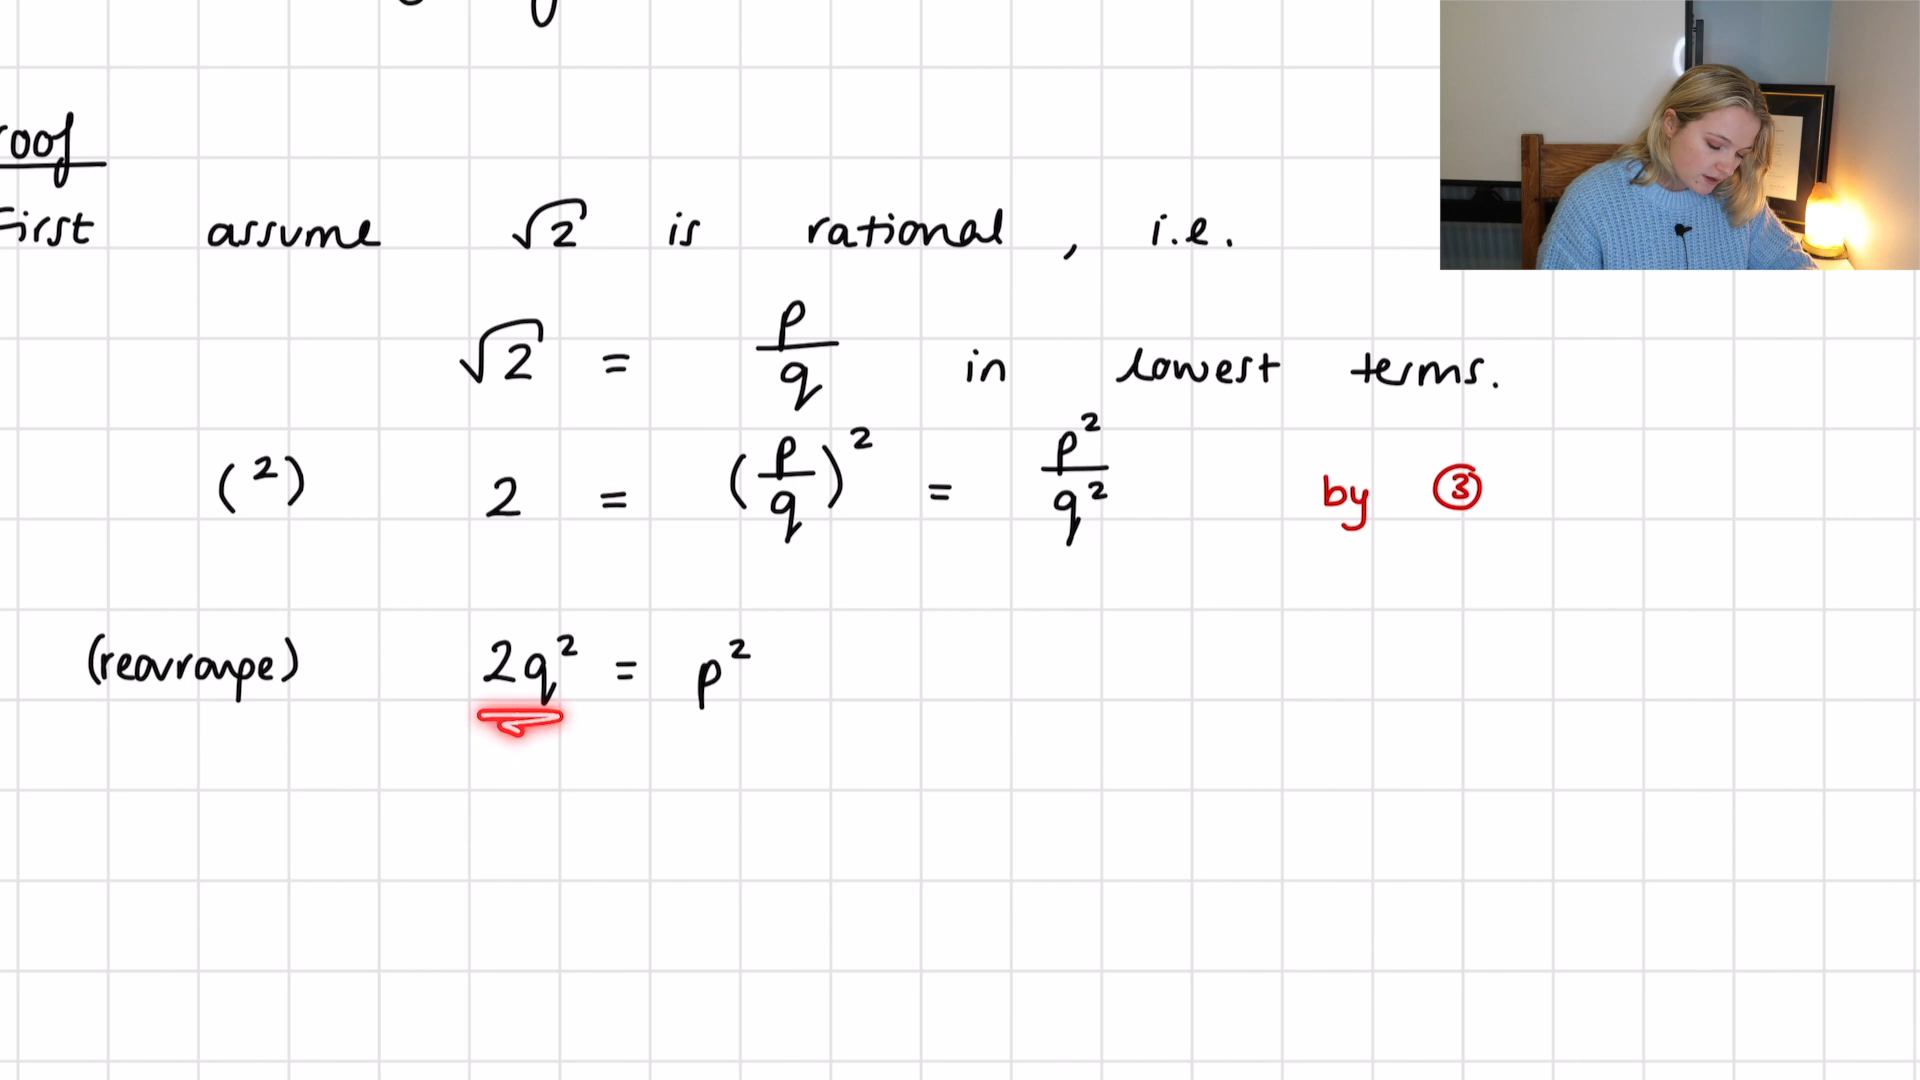 roof
First assume √2 is rational, i.e.
√2 = p/q in lowest terms.
(²) 2 = (p/q)² = p²/q² by ③
(rearrange) 2q² = p²